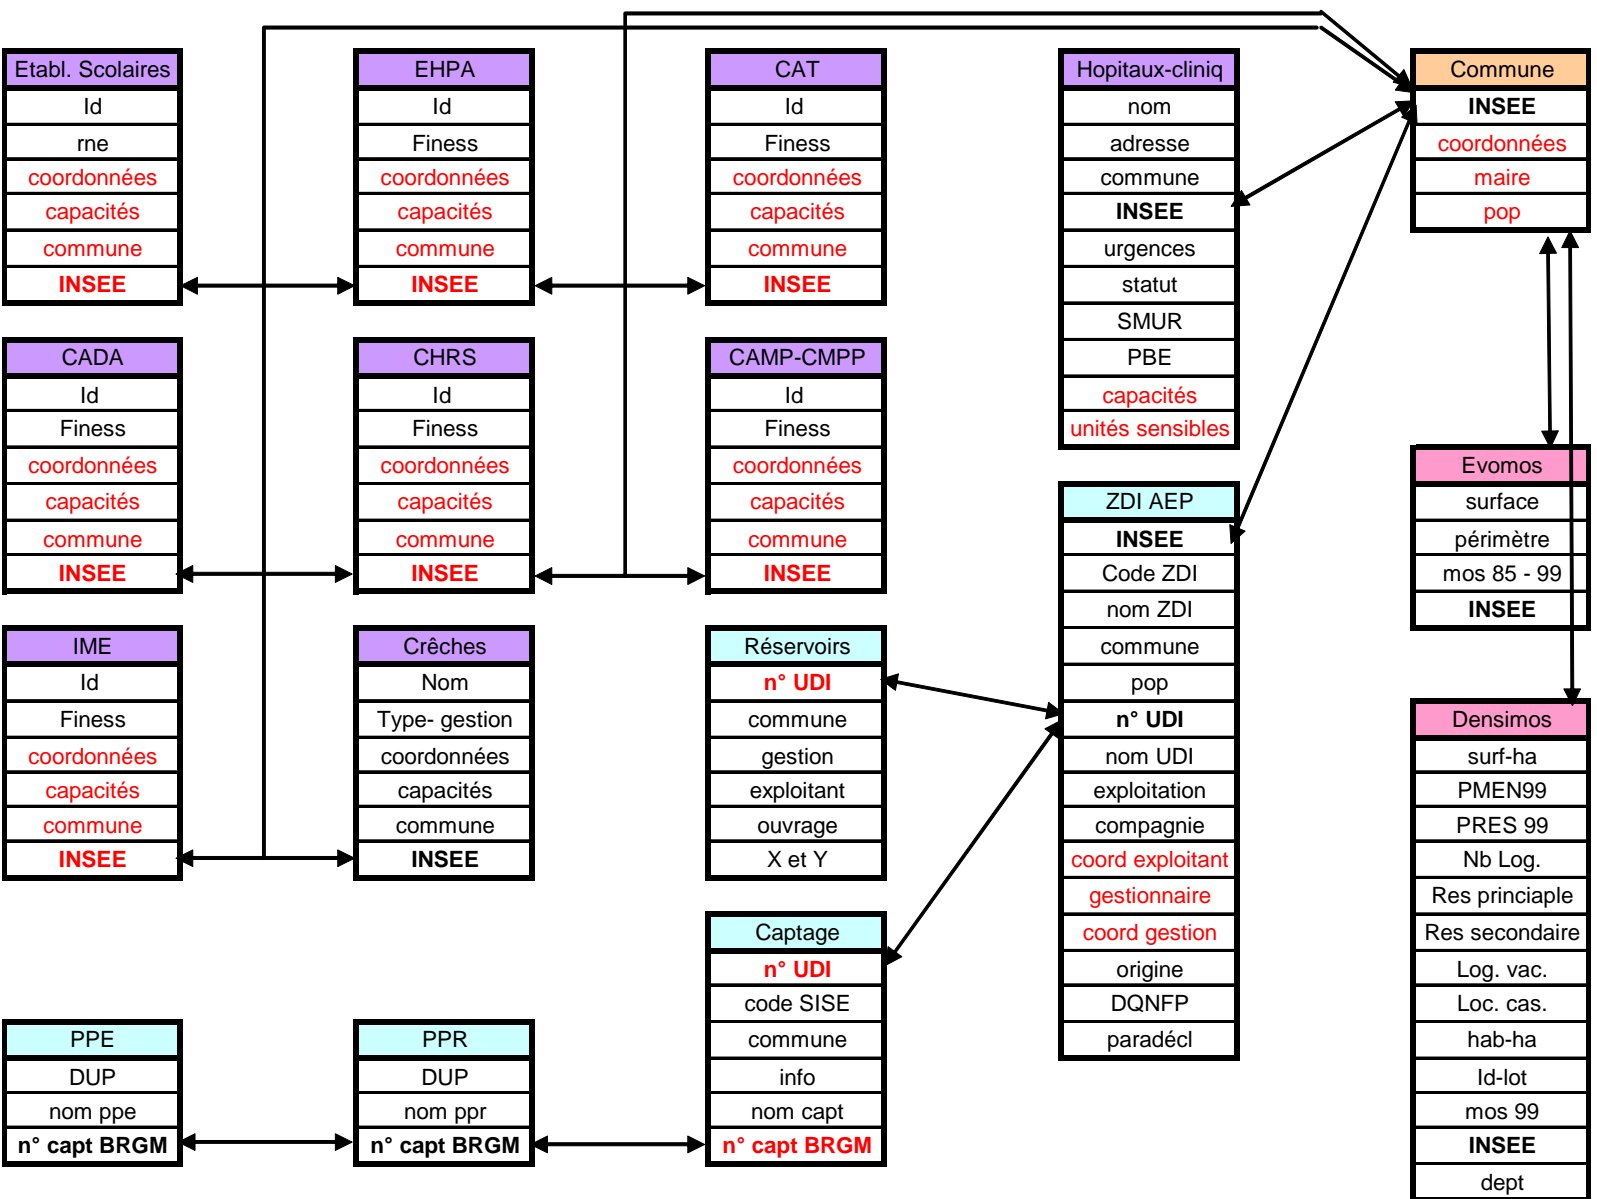 Etabl. Scolaires
Id
rne
coordonnées
capacités
commune
INSEE
EHPA
Id
Finess
coordonnées
capacités
commune
INSEE
CAT
Id
Finess
coordonnées
capacités
commune
INSEE
Hopitaux-cliniq
nom
adresse
commune
INSEE
urgences
statut
SMUR
PBE
capacités
unités sensibles
Commune
INSEE
coordonnées
maire
pop
CADA
Id
Finess
coordonnées
capacités
commune
INSEE
CHRS
Id
Finess
coordonnées
capacités
commune
INSEE
CAMP-CMPP
Id
Finess
coordonnées
capacités
commune
INSEE
Evomos
surface
périmètre
mos 85 - 99
INSEE
ZDI AEP
INSEE
Code ZDI
nom ZDI
commune
pop
n° UDI
nom UDI
exploitation
compagnie
coord exploitant
gestionnaire
coord gestion
origine
DQNFP
paradécl
IME
Id
Finess
coordonnées
capacités
commune
INSEE
Crêches
Nom
Type- gestion
coordonnées
capacités
commune
INSEE
Réservoirs
n° UDI
commune
gestion
exploitant
ouvrage
X et Y
Densimos
surf-ha
PMEN99
PRES 99
Nb Log.
Res princiaple
Res secondaire
Log. vac.
Loc. cas.
hab-ha
Id-lot
mos 99
INSEE
dept
Captage
n° UDI
code SISE
commune
info
nom capt
n° capt BRGM
PPE
DUP
nom ppe
n° capt BRGM
PPR
DUP
nom ppr
n° capt BRGM